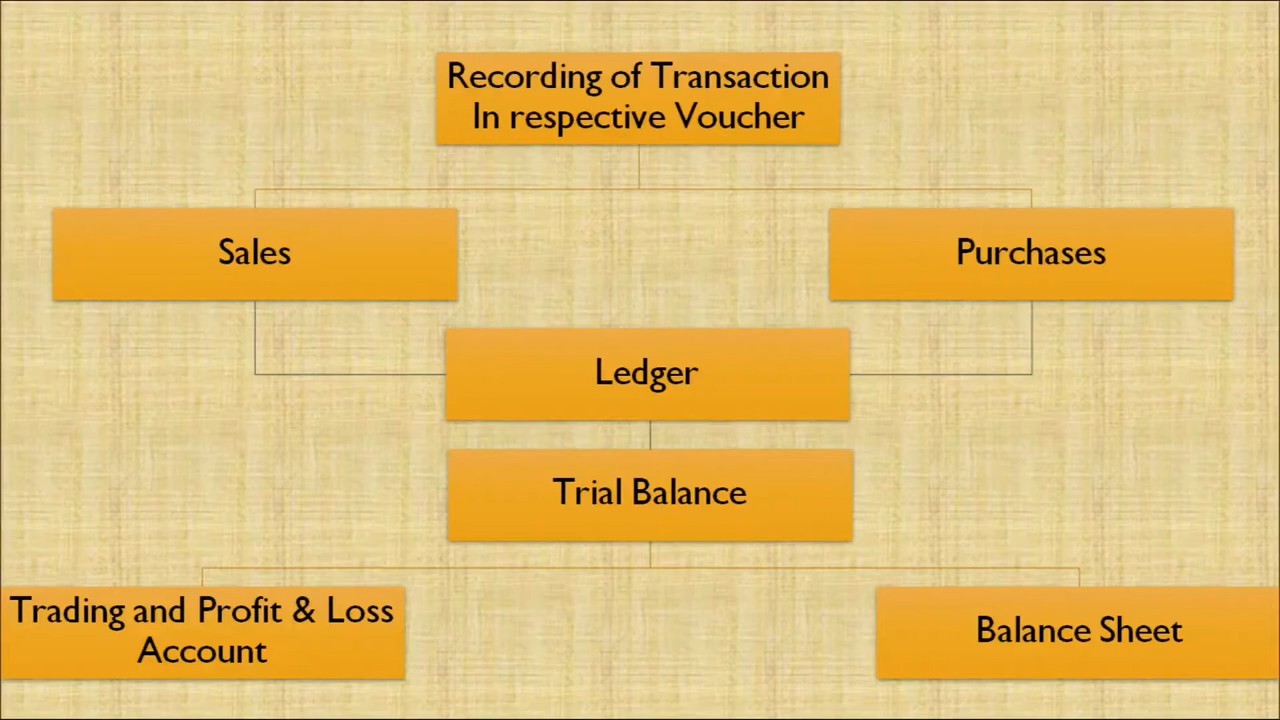 Recording of Transaction
In respective Voucher
Sales
Purchases
Ledger
Trial Balance
Trading and Profit & Loss
Account
Balance Sheet